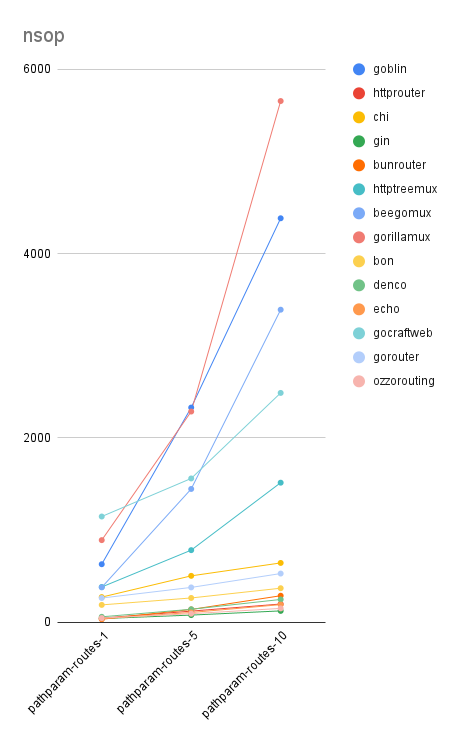 nsop
6000
4000
2000
0
pathparam-routes-1
pathparam-routes-5
pathparam-routes-10
goblin
httprouter
chi
gin
bunrouter
httptreemux
beegomux
gorillamux
bon
denco
echo
gocraftweb
gorouter
ozzorouting